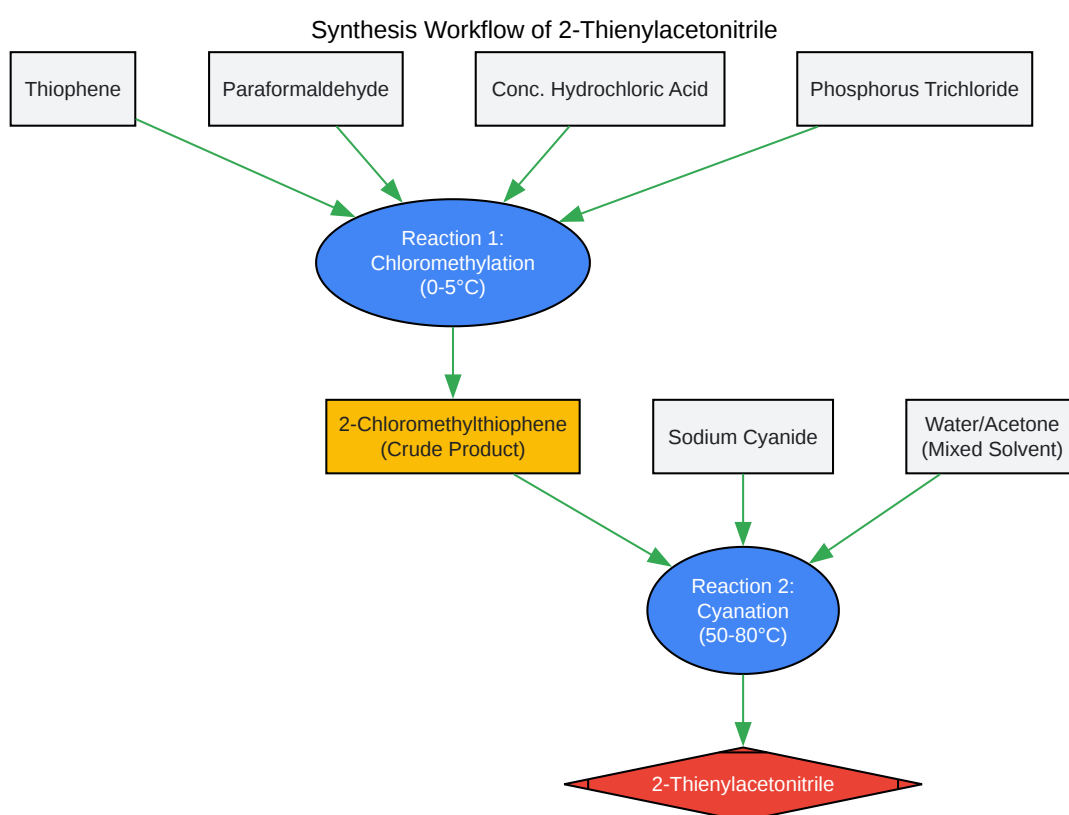 Synthesis Workflow of 2-Thienylacetonitrile
Thiophene
Paraformaldehyde
Conc. Hydrochloric Acid
Phosphorus Trichloride
Reaction 1:
Chloromethylation
(0-5°C)
2-Chloromethylthiophene
(Crude Product)
Sodium Cyanide
Water/Acetone
(Mixed Solvent)
Reaction 2:
Cyanation
(50-80°C)
2-Thienylacetonitrile